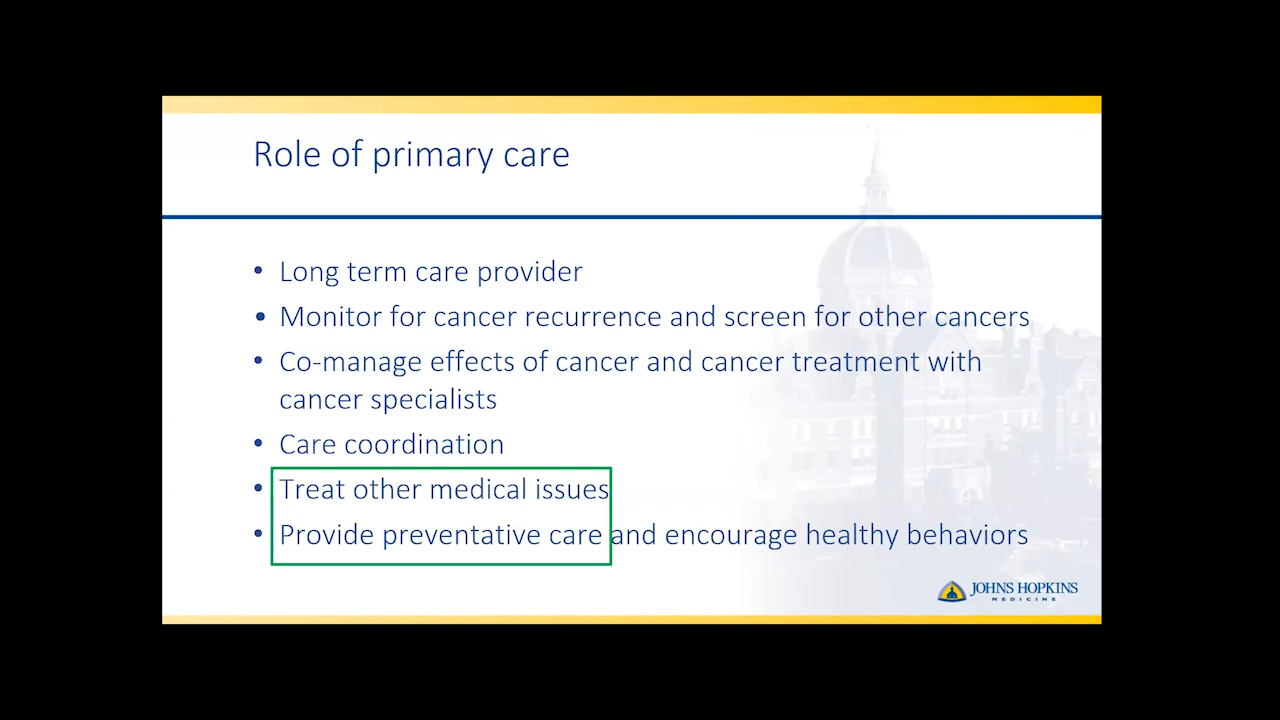 Role of primary care
• Long term care provider
• Monitor for cancer recurrence and screen for other cancers
• Co-manage effects of cancer and cancer treatment with
cancer specialists
• Care coordination
• Treat other medical issues
• Provide preventative care and encourage healthy behaviors
JOHNS HOPKINS
MEDICINE